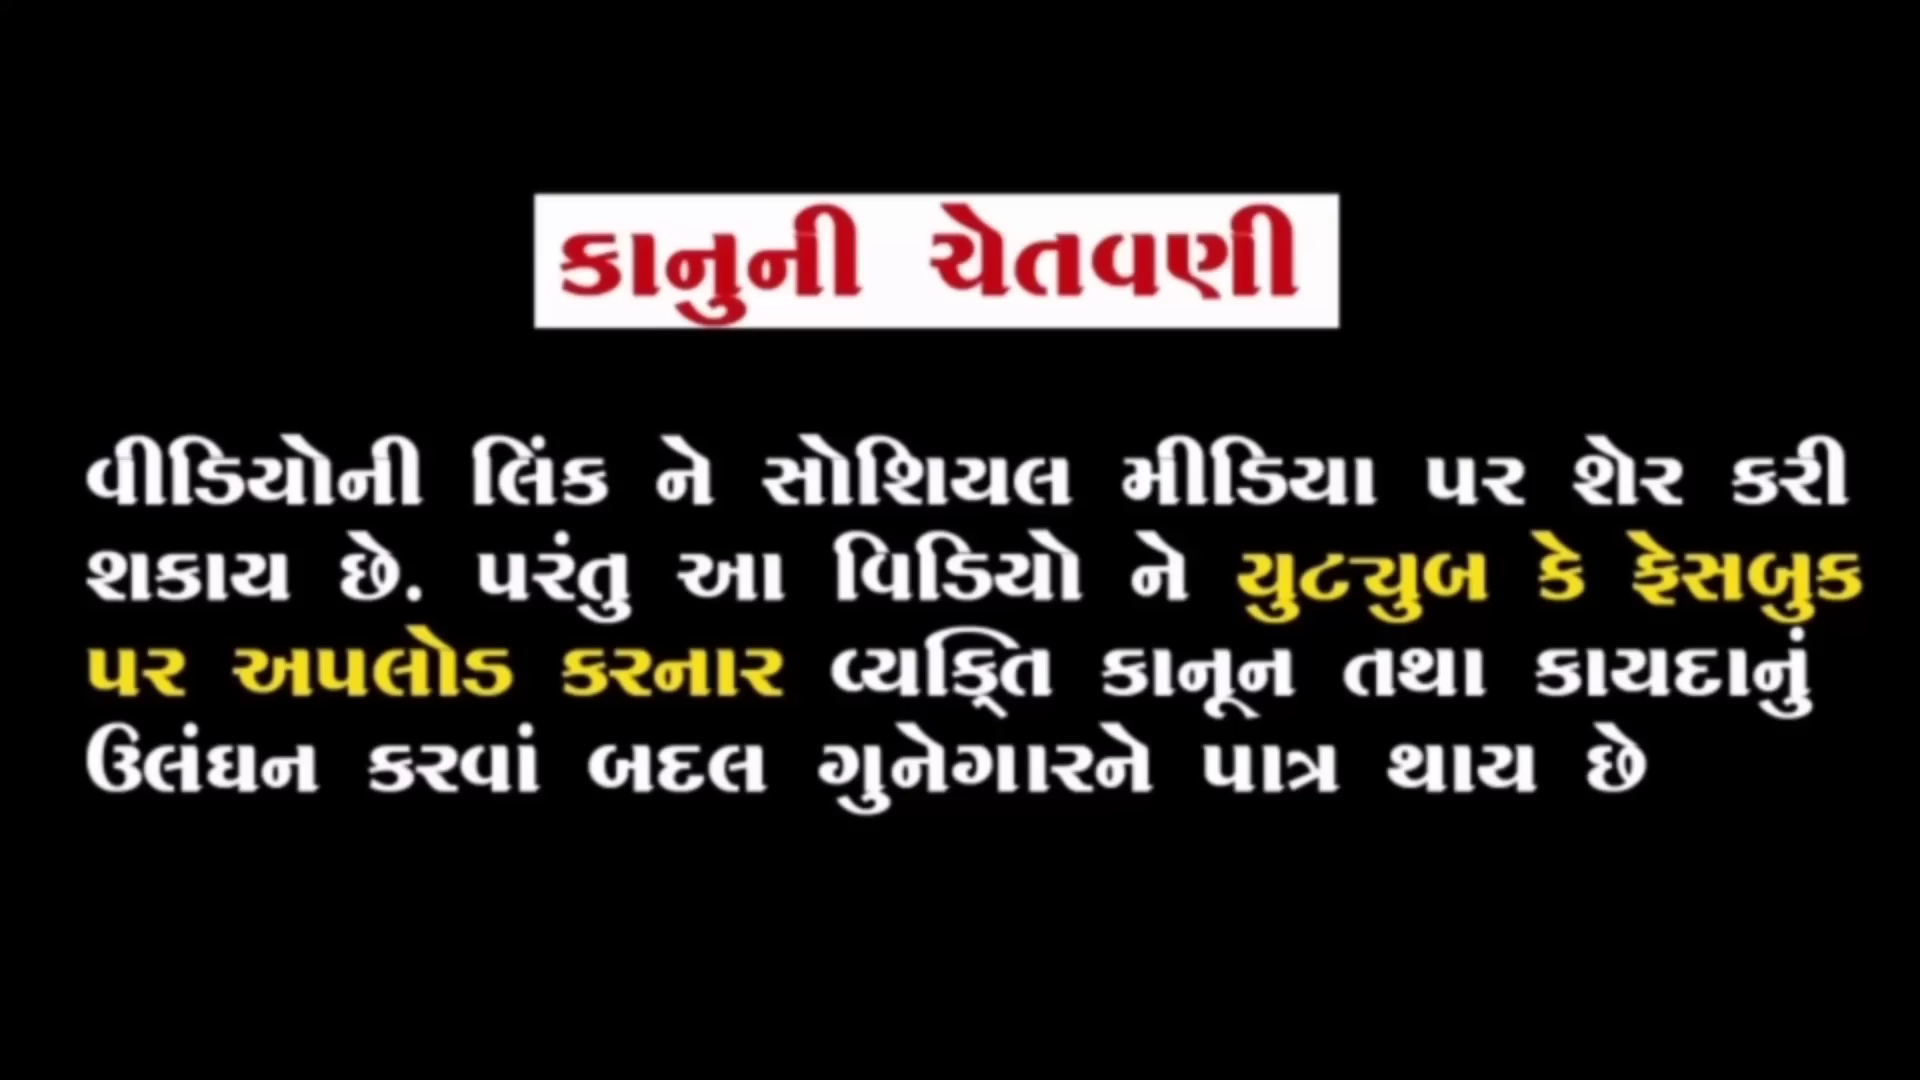 કાનુની ચેતવણી
વીડિયોની લિંક ને સોશિયલ મીડિયા પર શેર કરી
શકાય છે. પરંતુ આ વિડિયો ને યુટ્યુબ કે ફેસબુક
પર અપલોડ કરનાર વ્યક્તિ કાનૂન તથા કાયદાનું
ઉલંઘન કરવાં બદલ ગુનેગારને પાત્ર થાય છે